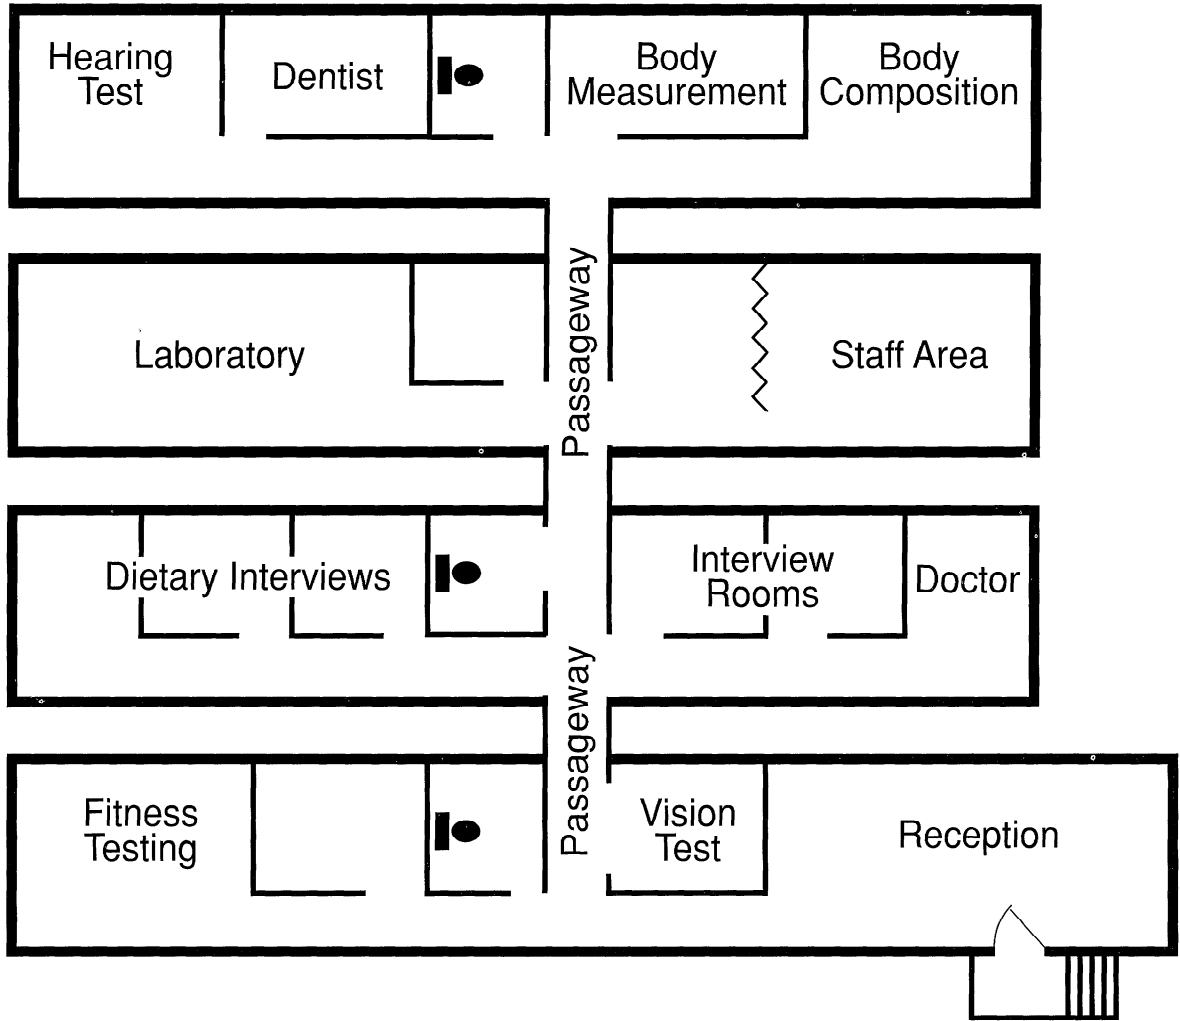 Hearing
Test
Dentist
Body
Measurement
Body
Composition
Passageway
Laboratory
Staff Area
Dietary Interviews
Interview
Rooms
Doctor
Passageway
Fitness
Testing
Vision
Test
Reception